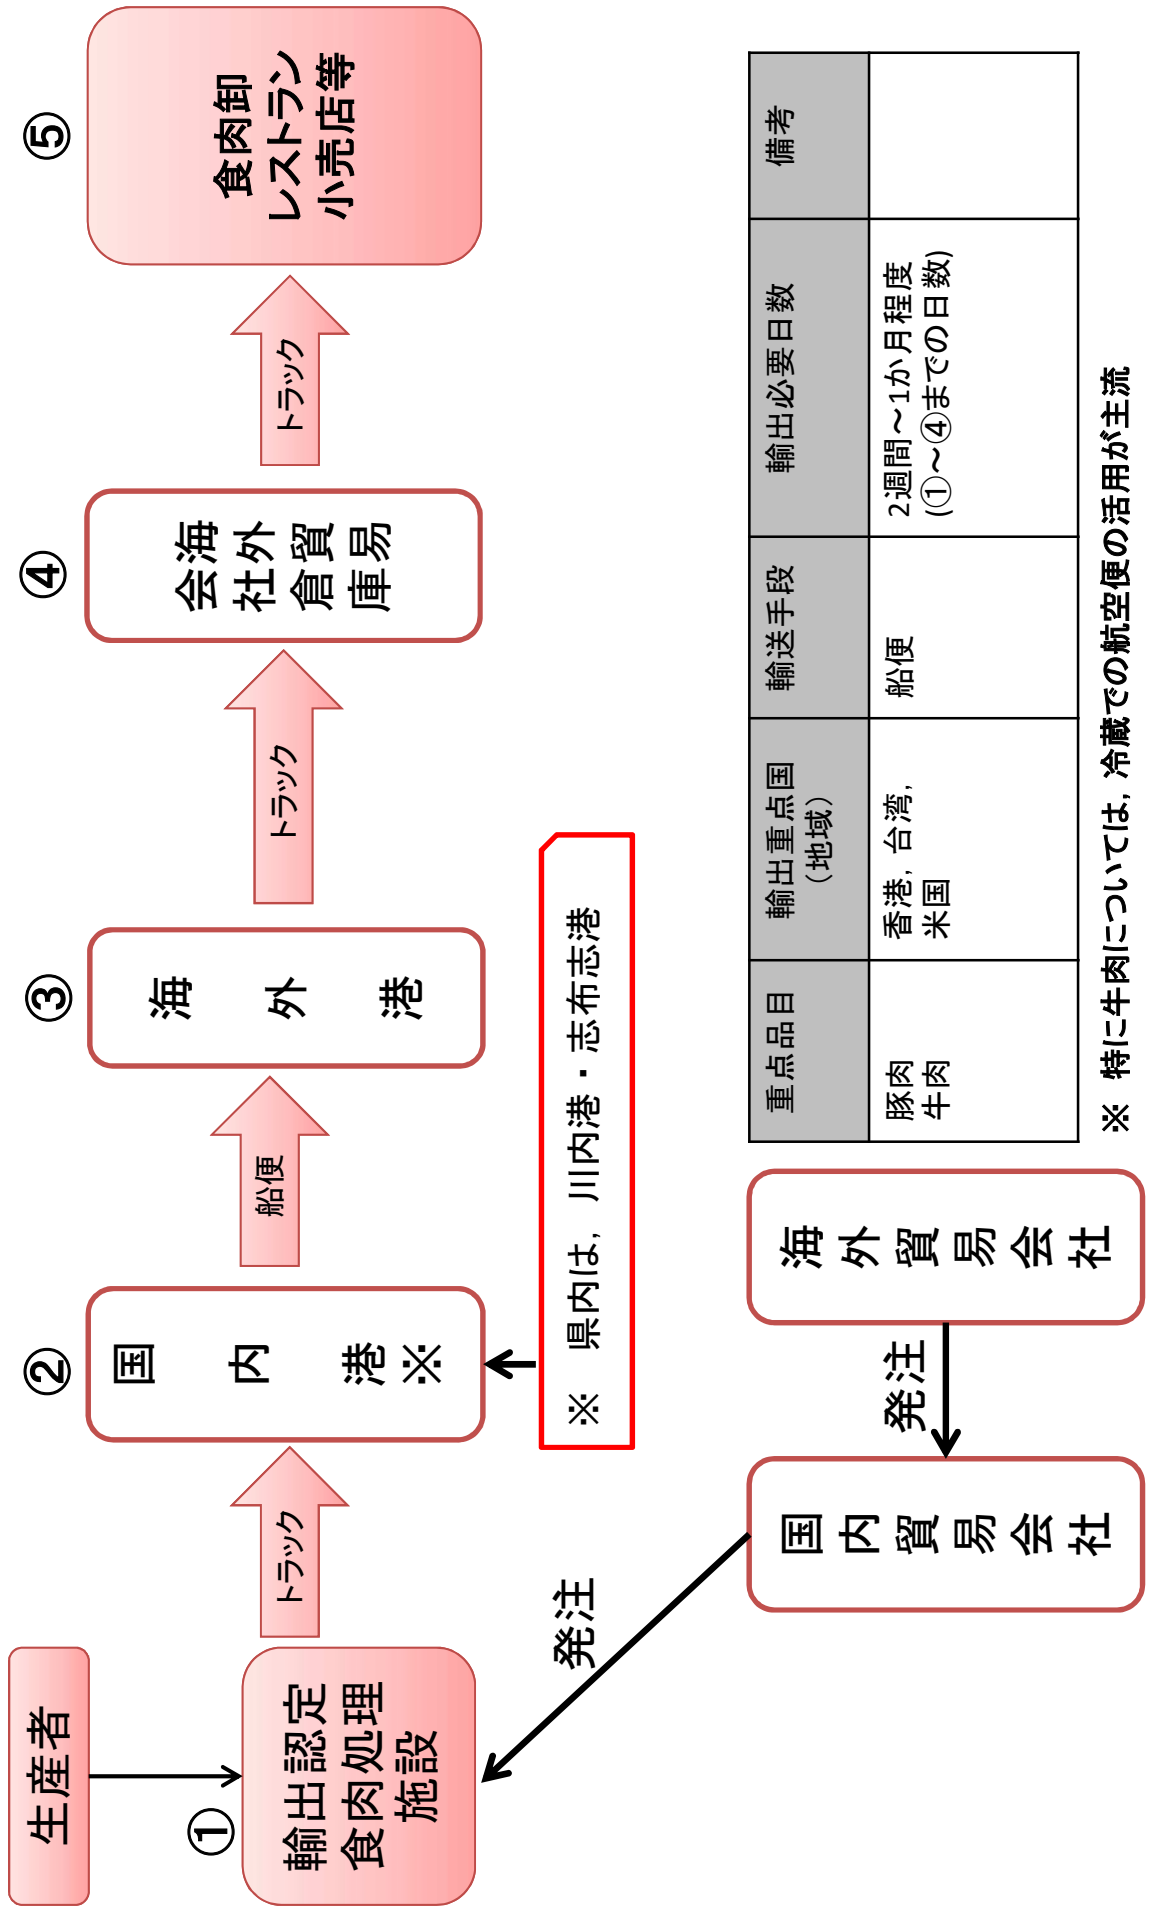 生産者
①
輸出認定
食肉処理
施設
トラック
②
国内港※
船便
③
海外港
トラック
④
海外貿易
会社倉庫
トラック
⑤
食肉卸
レストラン
小売店等
※ 県内は，川内港・志布志港
発注
国内貿易会社
発注
海外貿易会社
重点品目
輸出重点国
（地域）
輸送手段
輸出必要日数
備考
豚肉
牛肉
香港，台湾，
米国
船便
2週間～1か月程度
(①～④までの日数)
※ 特に牛肉については，冷蔵での航空便の活用が主流